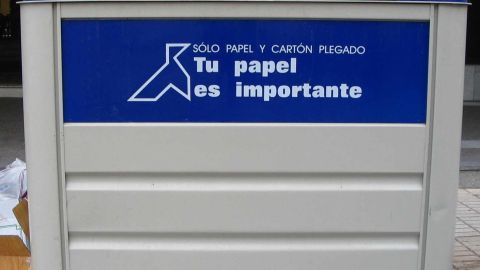 SÓLO PAPEL Y CARTÓN PLEGADO
Tu papel
es importante